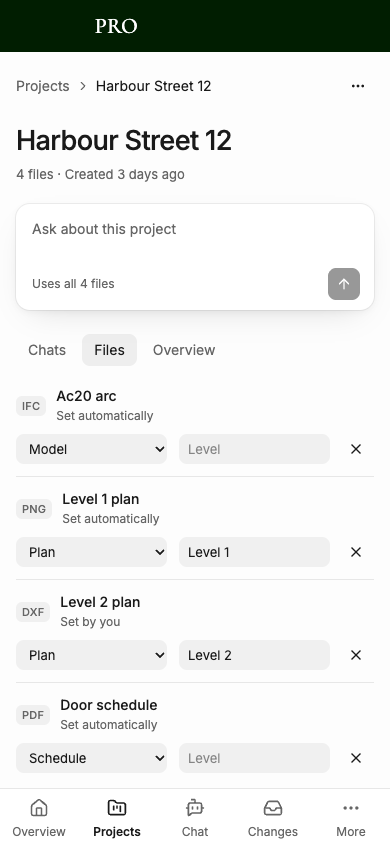 PRO
Projects > Harbour Street 12
Harbour Street 12
4 files · Created 3 days ago
Ask about this project
Uses all 4 files
Chats Files Overview
IFC Ac20 arc
Set automatically
Model Level
PNG Level 1 plan
Set automatically
Plan Level 1
DXF Level 2 plan
Set by you
Plan Level 2
PDF Door schedule
Set automatically
Schedule Level
Overview Projects Chat Changes More